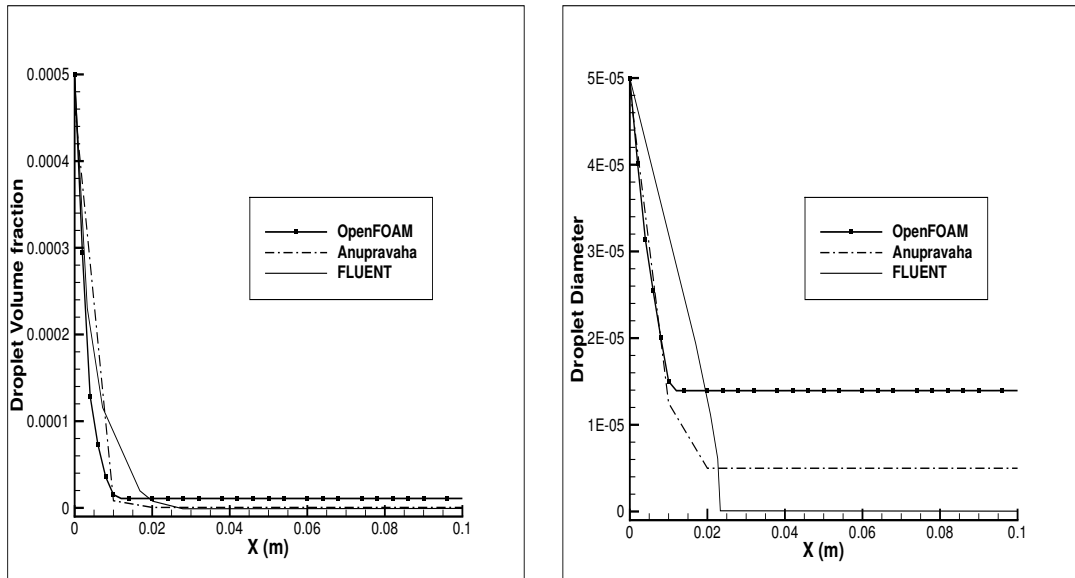 Droplet Volume fraction
0.0005
0.0004
0.0003
0.0002
0.0001
0
OpenFOAM
Anupravaha
FLUENT
0 0.02 0.04 0.06 0.08 0.1
X (m)
Droplet Diameter
5E-05
4E-05
3E-05
2E-05
1E-05
0
OpenFOAM
Anupravaha
FLUENT
0 0.02 0.04 0.06 0.08 0.1
X (m)